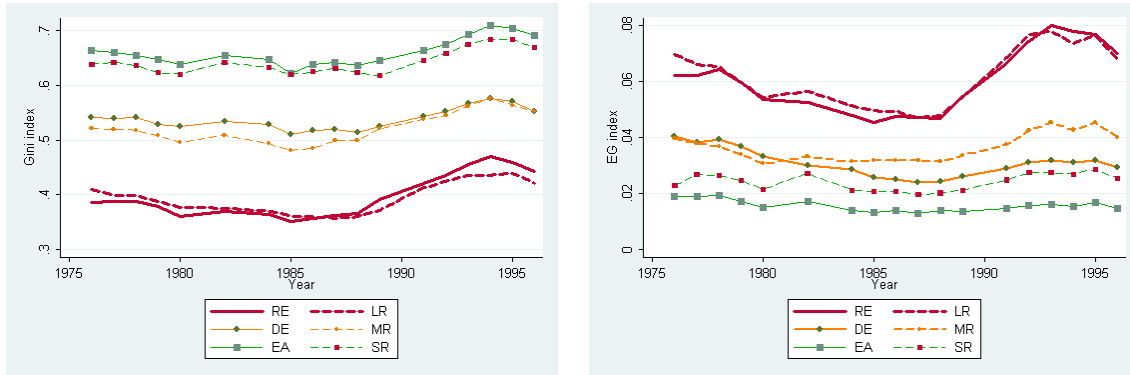 Gini index
.7
.6
.5
.4
.3
1975 1980 1985 1990 1995
Year
RE LR
DE MR
EA SR
EG index
.08
.06
.04
.02
0
1975 1980 1985 1990 1995
Year
RE LR
DE MR
EA SR